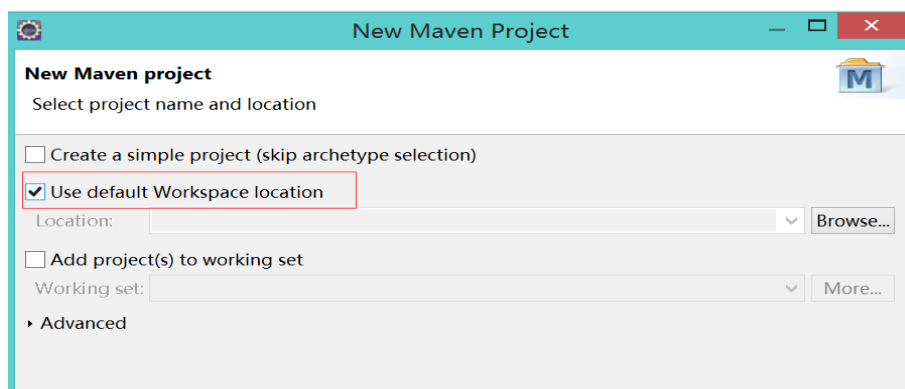 New Maven Project
New Maven project
Select project name and location
Create a simple project (skip archetype selection)
Use default Workspace location
Location:
Browse...
Add project(s) to working set
Working set:
More...
Advanced